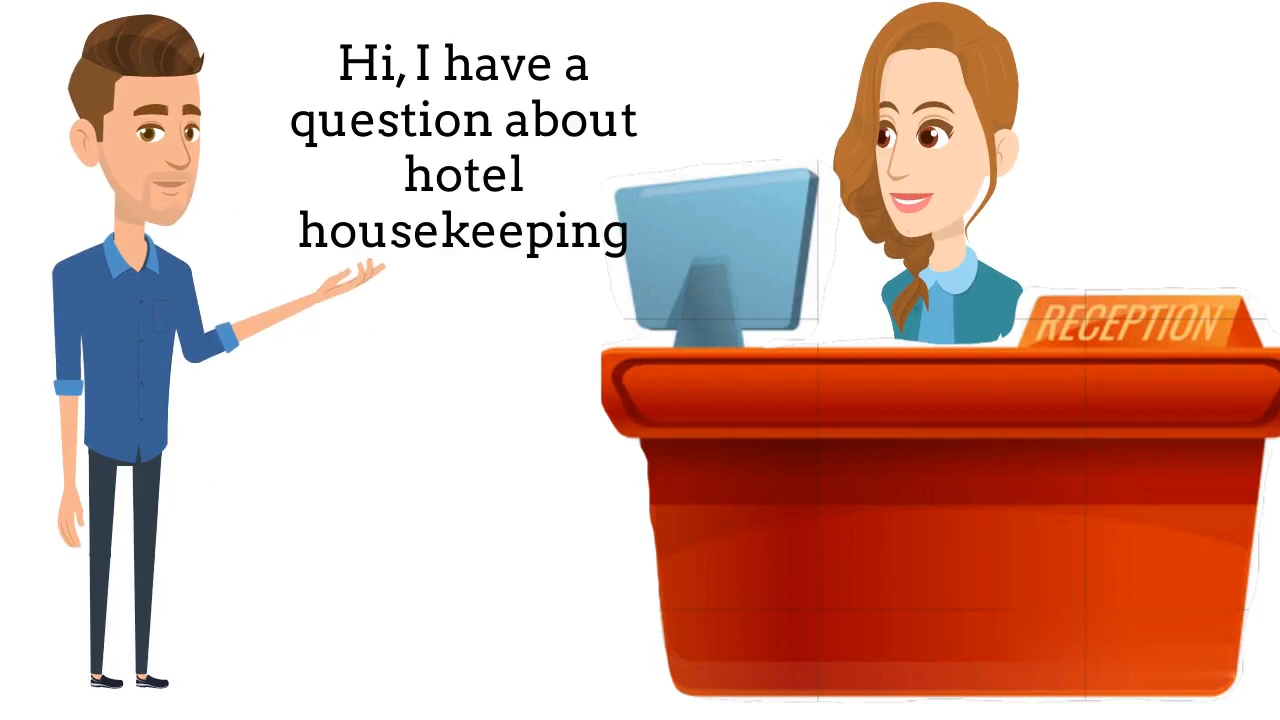 Hi, I have a
question about
hotel
housekeeping
RECEPTION